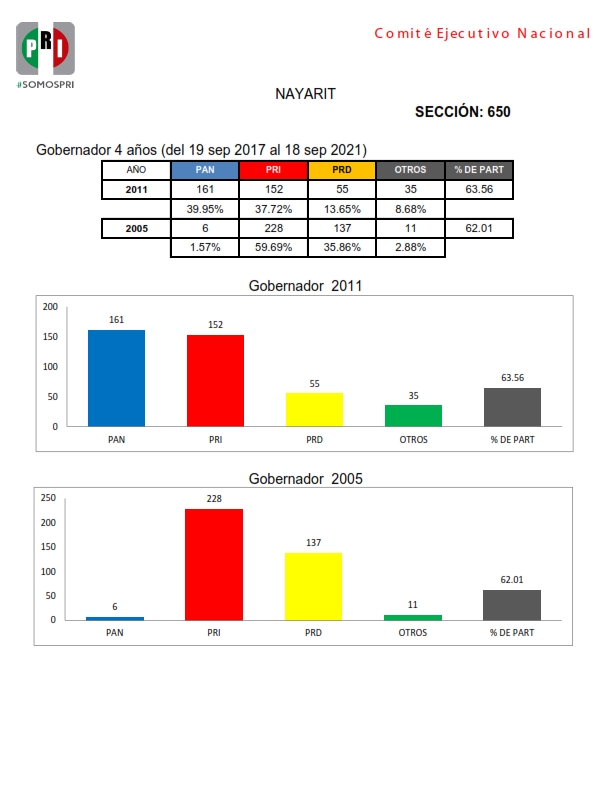 PRI
#SOMOSPRI
Comité Ejecutivo Nacional
NAYARIT
SECCIÓN: 650
Gobernador 4 años (del 19 sep 2017 al 18 sep 2021)
AÑO PAN PRI PRD OTROS % DE PART
2011 161 152 55 35 63.56
39.95% 37.72% 13.65% 8.68%
2005 6 228 137 11 62.01
1.57% 59.69% 35.86% 2.88%
Gobernador 2011
200
150
100
50
0
161
152
55
35
63.56
PAN PRI PRD OTROS % DE PART
Gobernador 2005
250
200
150
100
50
0
6
228
137
11
62.01
PAN PRI PRD OTROS % DE PART